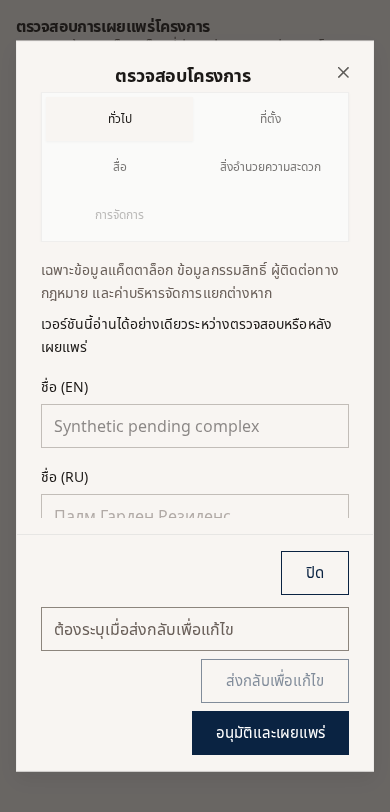 ตรวจสอบการเผยแพร่โครงการ
ตรวจสอบโครงการ
ทั่วไป
ที่ตั้ง
สื่อ
สิ่งอำนวยความสะดวก
การจัดการ
เฉพาะข้อมูลแค็ตตาล็อก ข้อมูลกรรมสิทธิ์ ผู้ติดต่อทาง
กฎหมาย และค่าบริหารจัดการแยกต่างหาก
เวอร์ชันนี้อ่านได้อย่างเดียวระหว่างตรวจสอบหรือหลัง
เผยแพร่
ชื่อ (EN)
Synthetic pending complex
ชื่อ (RU)
Палм Гарден Резиденс
ปิด
ต้องระบุเมื่อส่งกลับเพื่อแก้ไข
ส่งกลับเพื่อแก้ไข
อนุมัติและเผยแพร่